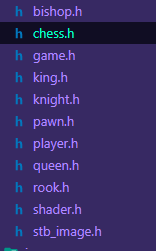 h bishop.h
h chess.h
h game.h
h king.h
h knight.h
h pawn.h
h player.h
h queen.h
h rook.h
h shader.h
h stb_image.h